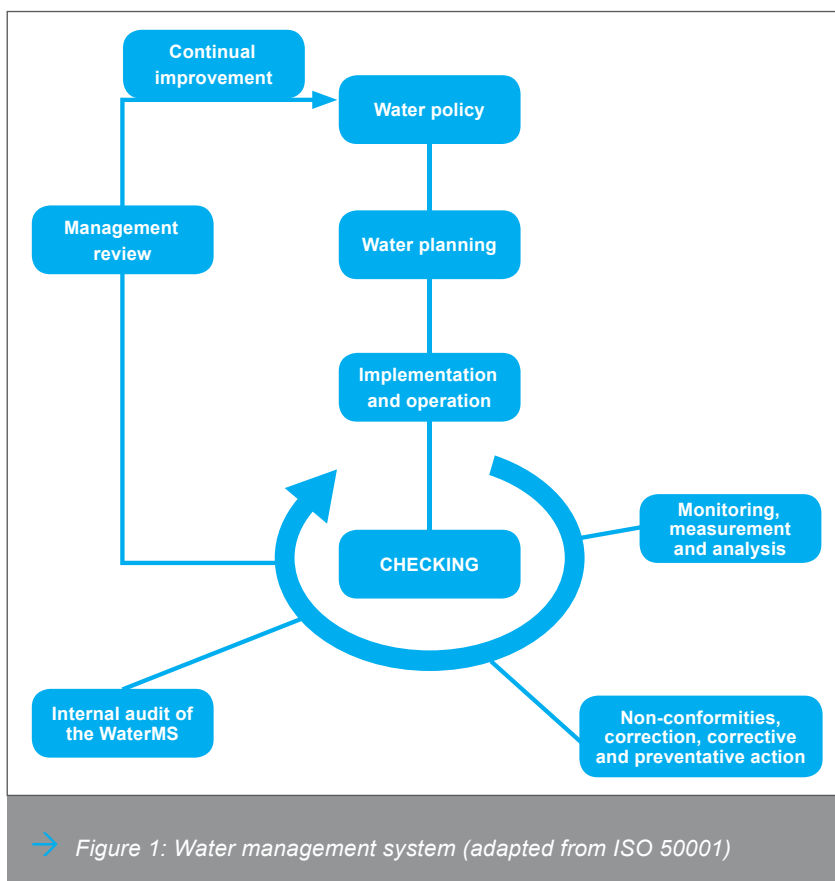 Continual
improvement
Water policy
Management
review
Water planning
Implementation
and operation
Monitoring,
measurement
and analysis
CHECKING
Internal audit of
the WaterMS
Non-conformities,
correction, corrective
and preventative action
→ Figure 1: Water management system (adapted from ISO 50001)